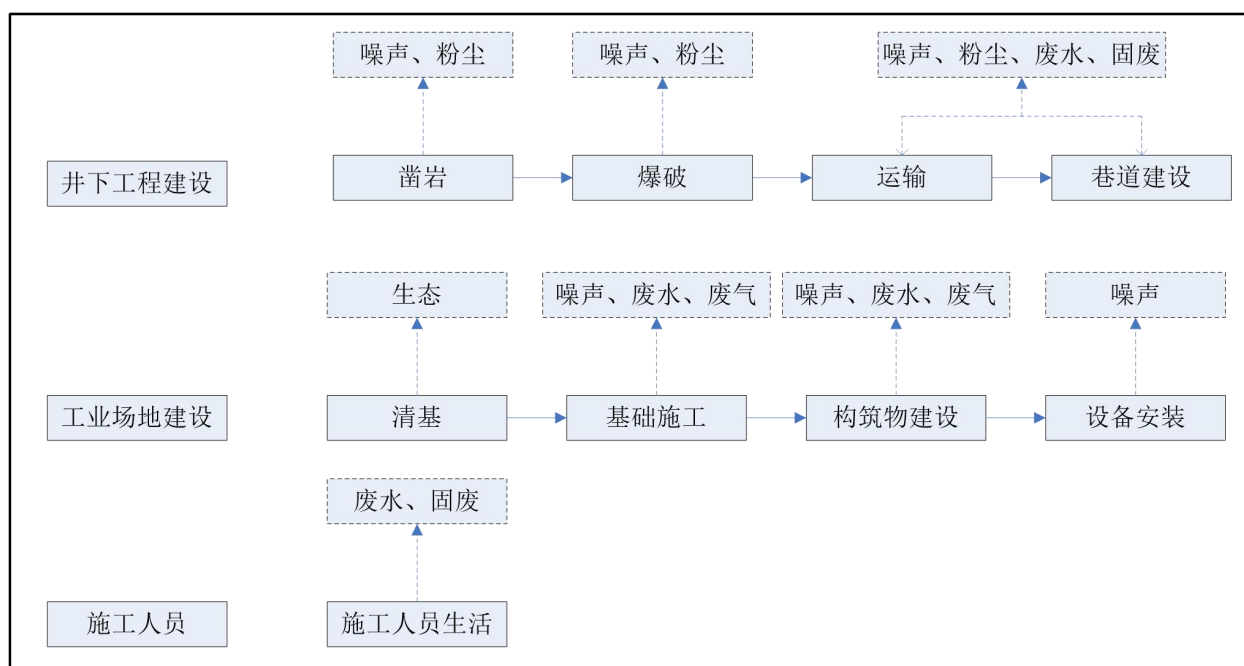 噪声、粉尘
噪声、粉尘
噪声、粉尘、废水、固废
井下工程建设
凿岩
爆破
运输
巷道建设
生态
噪声、废水、废气
噪声、废水、废气
噪声
工业场地建设
清基
基础施工
构筑物建设
设备安装
废水、固废
施工人员
施工人员生活